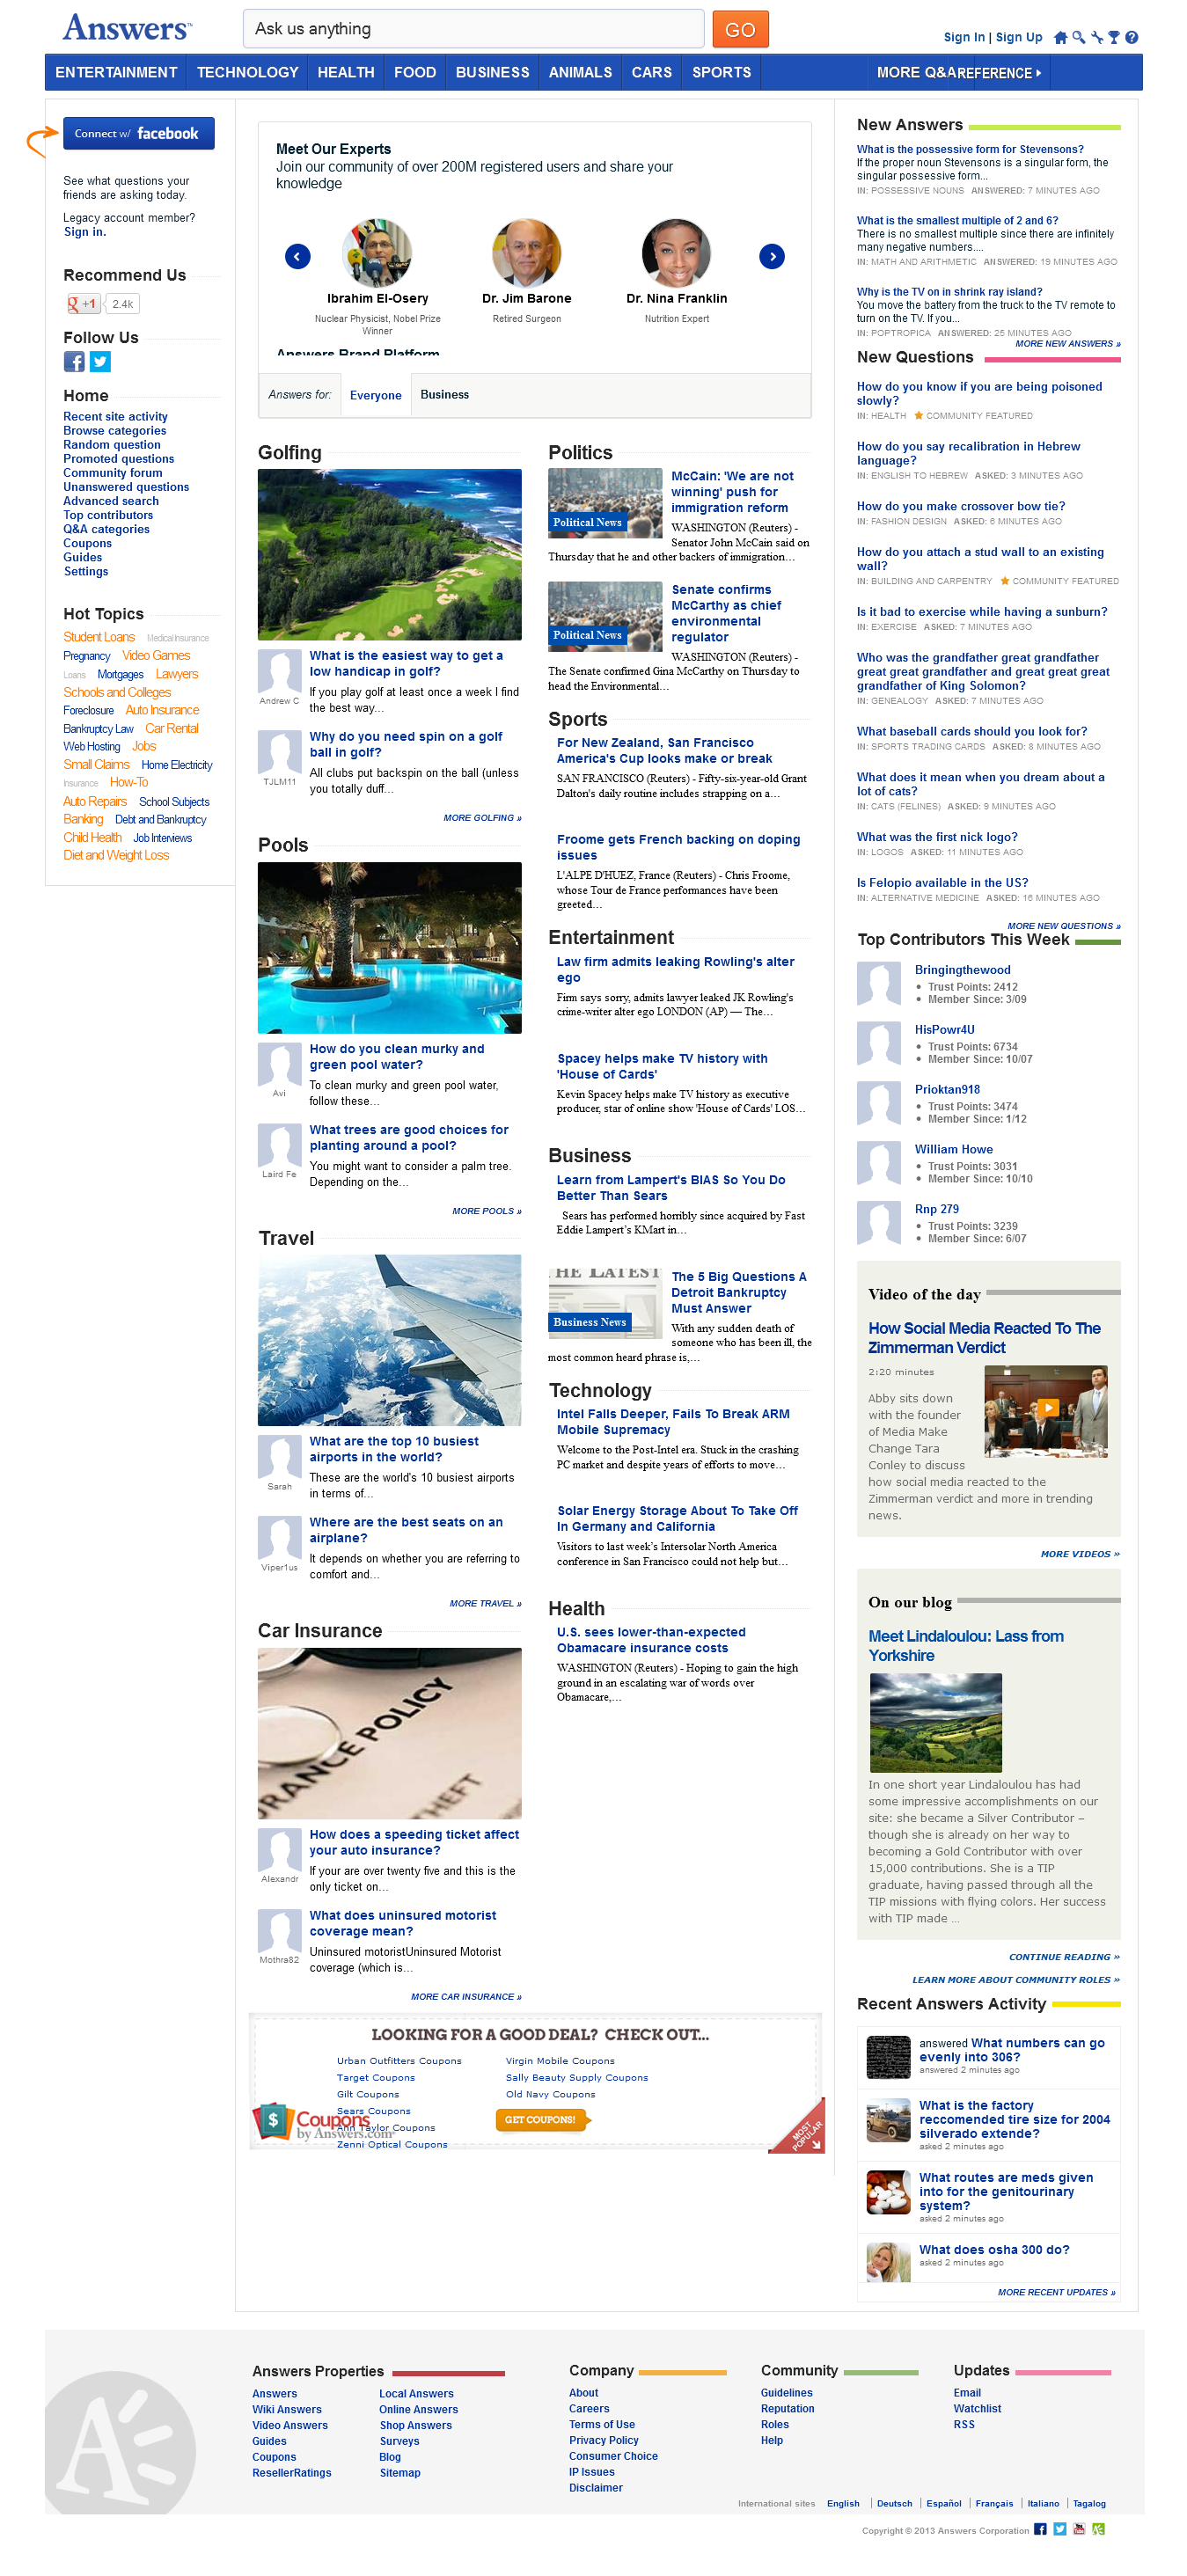 Answers™
Ask us anything
GO
Sign In | Sign Up
ENTERTAINMENT TECHNOLOGY HEALTH FOOD BUSINESS ANIMALS CARS SPORTS MORE Q&A REFERENCE
Connect w/ facebook
See what questions your
friends are asking today.
Legacy account member?
Sign in.
Recommend Us
g +1 2.4k
Follow Us
Home
Recent site activity
Browse categories
Random question
Promoted questions
Community forum
Unanswered questions
Advanced search
Top contributors
Q&A categories
Coupons
Guides
Settings
Hot Topics
Student Loans Medical Insurance
Pregnancy Video Games
Loans Mortgages Lawyers
Schools and Colleges
Foreclosure Auto Insurance
Bankruptcy Law Car Rental
Web Hosting Jobs
Small Claims Home Electricity
Insurance How-To
Auto Repairs School Subjects
Banking Debt and Bankruptcy
Child Health Job Interviews
Diet and Weight Loss
Meet Our Experts
Join our community of over 200M registered users and share your
knowledge
Ibrahim El-Osery
Nuclear Physicist, Nobel Prize
Winner
Dr. Jim Barone
Retired Surgeon
Dr. Nina Franklin
Nutrition Expert
Answers Brand Platform
Answers for: Everyone Business
Golfing
What is the easiest way to get a
low handicap in golf?
If you play golf at least once a week I find
the best way...
Andrew C
Why do you need spin on a golf
ball in golf?
All clubs put backspin on the ball (unless
you totally duff...
TJLM11
MORE GOLFING »
Pools
How do you clean murky and
green pool water?
To clean murky and green pool water,
follow these...
Avi
What trees are good choices for
planting around a pool?
You might want to consider a palm tree.
Depending on the...
Laird Fe
MORE POOLS »
Travel
What are the top 10 busiest
airports in the world?
These are the world's 10 busiest airports
in terms of...
Sarah
Where are the best seats on an
airplane?
It depends on whether you are referring to
comfort and...
Viper1us
MORE TRAVEL »
Car Insurance
RANCE POLICY
THEFT
How does a speeding ticket affect
your auto insurance?
If your are over twenty five and this is the
only ticket on...
Alexandr
What does uninsured motorist
coverage mean?
Uninsured motoristUninsured Motorist
coverage (which is...
Mothra82
MORE CAR INSURANCE »
Politics
Political News
McCain: 'We are not
winning' push for
immigration reform
WASHINGTON (Reuters) -
Senator John McCain said on
Thursday that he and other backers of immigration…
Political News
Senate confirms
McCarthy as chief
environmental
regulator
WASHINGTON (Reuters) -
The Senate confirmed Gina McCarthy on Thursday to
head the Environmental…
Sports
For New Zealand, San Francisco
America's Cup looks make or break
SAN FRANCISCO (Reuters) - Fifty-six-year-old Grant
Dalton's daily routine includes strapping on a…
Froome gets French backing on doping
issues
L'ALPE D'HUEZ, France (Reuters) - Chris Froome,
whose Tour de France performances have been
greeted…
Entertainment
Law firm admits leaking Rowling's alter
ego
Firm says sorry, admits lawyer leaked JK Rowling's
crime-writer alter ego LONDON (AP) — The…
Spacey helps make TV history with
'House of Cards'
Kevin Spacey helps make TV history as executive
producer, star of online show 'House of Cards' LOS…
Business
Learn from Lampert's BIAS So You Do
Better Than Sears
Sears has performed horribly since acquired by Fast
Eddie Lampert's KMart in…
THE LATEST
Business News
The 5 Big Questions A
Detroit Bankruptcy
Must Answer
With any sudden death of
someone who has been ill, the
most common heard phrase is,…
Technology
Intel Falls Deeper, Fails To Break ARM
Mobile Supremacy
Welcome to the Post-Intel era. Stuck in the crashing
PC market and despite years of efforts to move…
Solar Energy Storage About To Take Off
In Germany and California
Visitors to last week's Intersolar North America
conference in San Francisco could not help but…
Health
U.S. sees lower-than-expected
Obamacare insurance costs
WASHINGTON (Reuters) - Hoping to gain the high
ground in an escalating war of words over
Obamacare,…
LOOKING FOR A GOOD DEAL? CHECK OUT...
Urban Outfitters Coupons
Target Coupons
Gilt Coupons
Sears Coupons
Ann Taylor Coupons
Zenni Optical Coupons
Virgin Mobile Coupons
Sally Beauty Supply Coupons
Old Navy Coupons
GET COUPONS!
$ Coupons
by Answers.com
MOST
POPULAR
New Answers
What is the possessive form for Stevensons?
If the proper noun Stevensons is a singular form, the
singular possessive form...
IN: POSSESSIVE NOUNS ANSWERED: 7 MINUTES AGO
What is the smallest multiple of 2 and 6?
There is no smallest multiple since there are infinitely
many negative numbers....
IN: MATH AND ARITHMETIC ANSWERED: 19 MINUTES AGO
Why is the TV on in shrink ray island?
You move the battery from the truck to the TV remote to
turn on the TV. If you...
IN: POPTROPICA ANSWERED: 25 MINUTES AGO
MORE NEW ANSWERS »
New Questions
How do you know if you are being poisoned
slowly?
IN: HEALTH COMMUNITY FEATURED
How do you say recalibration in Hebrew
language?
IN: ENGLISH TO HEBREW ASKED: 3 MINUTES AGO
How do you make crossover bow tie?
IN: FASHION DESIGN ASKED: 6 MINUTES AGO
How do you attach a stud wall to an existing
wall?
IN: BUILDING AND CARPENTRY COMMUNITY FEATURED
Is it bad to exercise while having a sunburn?
IN: EXERCISE ASKED: 7 MINUTES AGO
Who was the grandfather great grandfather
great great grandfather and great great great
grandfather of King Solomon?
IN: GENEALOGY ASKED: 7 MINUTES AGO
What baseball cards should you look for?
IN: SPORTS TRADING CARDS ASKED: 8 MINUTES AGO
What does it mean when you dream about a
lot of cats?
IN: CATS (FELINES) ASKED: 9 MINUTES AGO
What was the first nick logo?
IN: LOGOS ASKED: 11 MINUTES AGO
Is Felopio available in the US?
IN: ALTERNATIVE MEDICINE ASKED: 16 MINUTES AGO
MORE NEW QUESTIONS »
Top Contributors This Week
Bringingthewood
Trust Points: 2412
Member Since: 3/09
HisPowr4U
Trust Points: 6734
Member Since: 10/07
Prioktan918
Trust Points: 3474
Member Since: 1/12
William Howe
Trust Points: 3031
Member Since: 10/10
Rnp 279
Trust Points: 3239
Member Since: 6/07
Video of the day
How Social Media Reacted To The
Zimmerman Verdict
2:20 minutes
Abby sits down
with the founder
of Media Make
Change Tara
Conley to discuss
how social media reacted to the
Zimmerman verdict and more in trending
news.
MORE VIDEOS »
On our blog
Meet Lindaloulou: Lass from
Yorkshire
In one short year Lindaloulou has had
some impressive accomplishments on our
site: she became a Silver Contributor –
though she is already on her way to
becoming a Gold Contributor with over
15,000 contributions. She is a TIP
graduate, having passed through all the
TIP missions with flying colors. Her success
with TIP made ...
CONTINUE READING »
LEARN MORE ABOUT COMMUNITY ROLES »
Recent Answers Activity
answered What numbers can go
evenly into 306?
answered 2 minutes ago
What is the factory
reccomended tire size for 2004
silverado extende?
asked 2 minutes ago
What routes are meds given
into for the genitourinary
system?
asked 2 minutes ago
What does osha 300 do?
asked 2 minutes ago
MORE RECENT UPDATES »
Answers Properties
Answers
Wiki Answers
Video Answers
Guides
Coupons
ResellerRatings
Local Answers
Online Answers
Shop Answers
Surveys
Blog
Sitemap
Company
About
Careers
Terms of Use
Privacy Policy
Consumer Choice
IP Issues
Disclaimer
Community
Guidelines
Reputation
Roles
Help
Updates
Email
Watchlist
RSS
International sites English | Deutsch | Español | Français | Italiano | Tagalog
Copyright © 2013 Answers Corporation